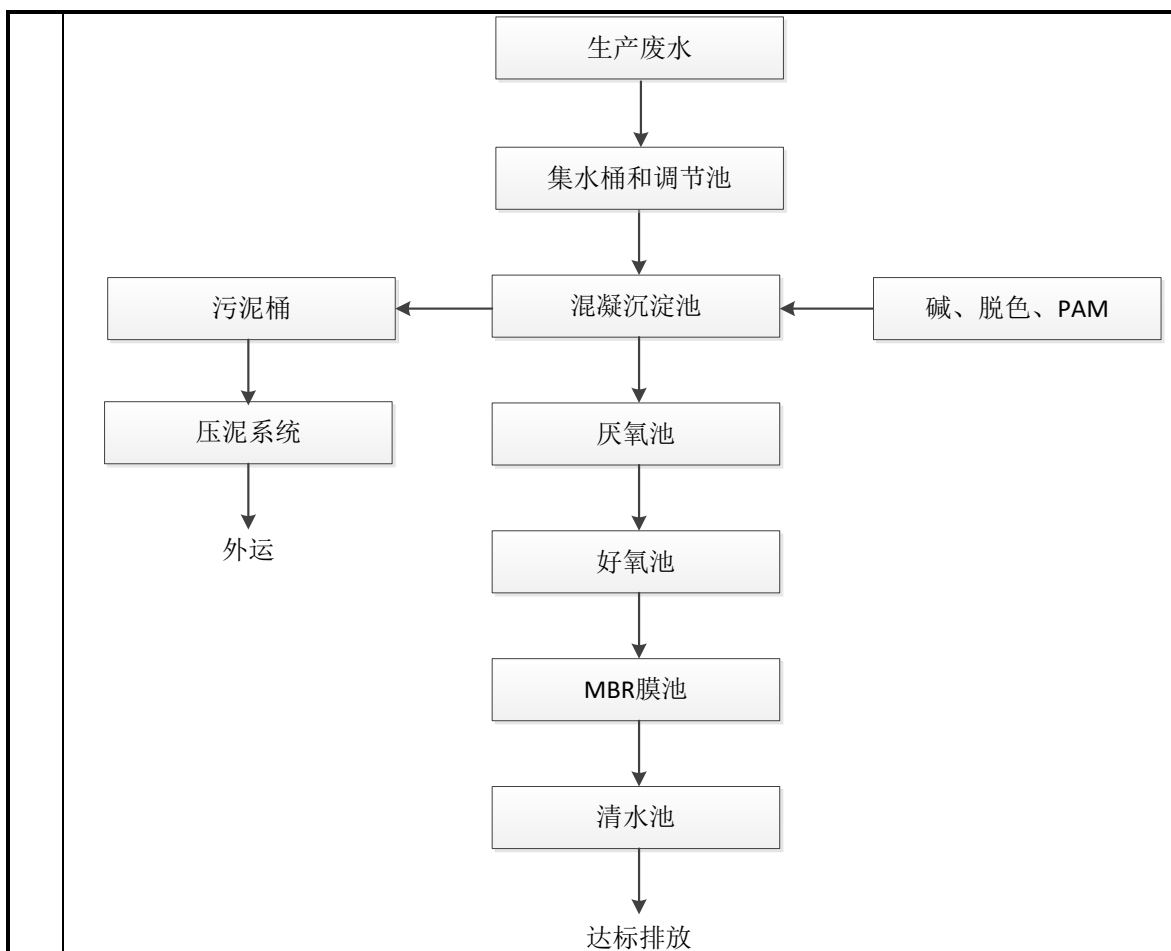 生产废水
集水桶和调节池
污泥桶
混凝沉淀池
碱、脱色、PAM
压泥系统
厌氧池
外运
好氧池
MBR膜池
清水池
达标排放